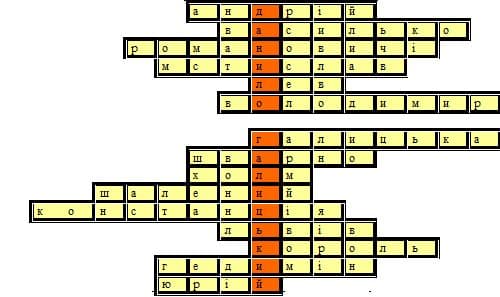 андрій
василько
романовичі
мстислав
лев
володимир
галицька
шварно
холм
шалений
констанція
львів
король
гедимін
юрій